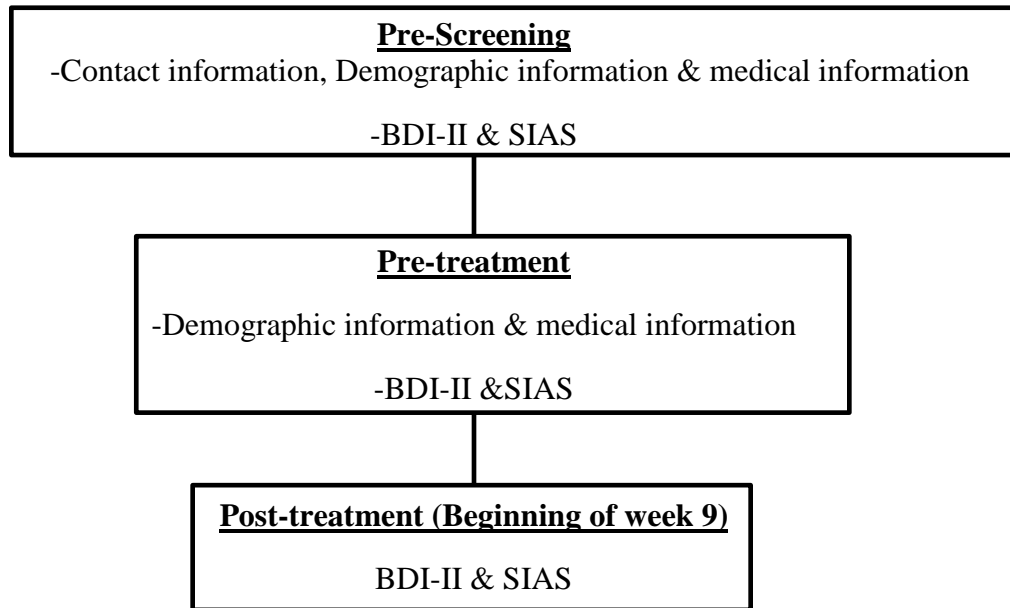 Pre-Screening
-Contact information, Demographic information & medical information
-BDI-II & SIAS
Pre-treatment
-Demographic information & medical information
-BDI-II &SIAS
Post-treatment (Beginning of week 9)
BDI-II & SIAS